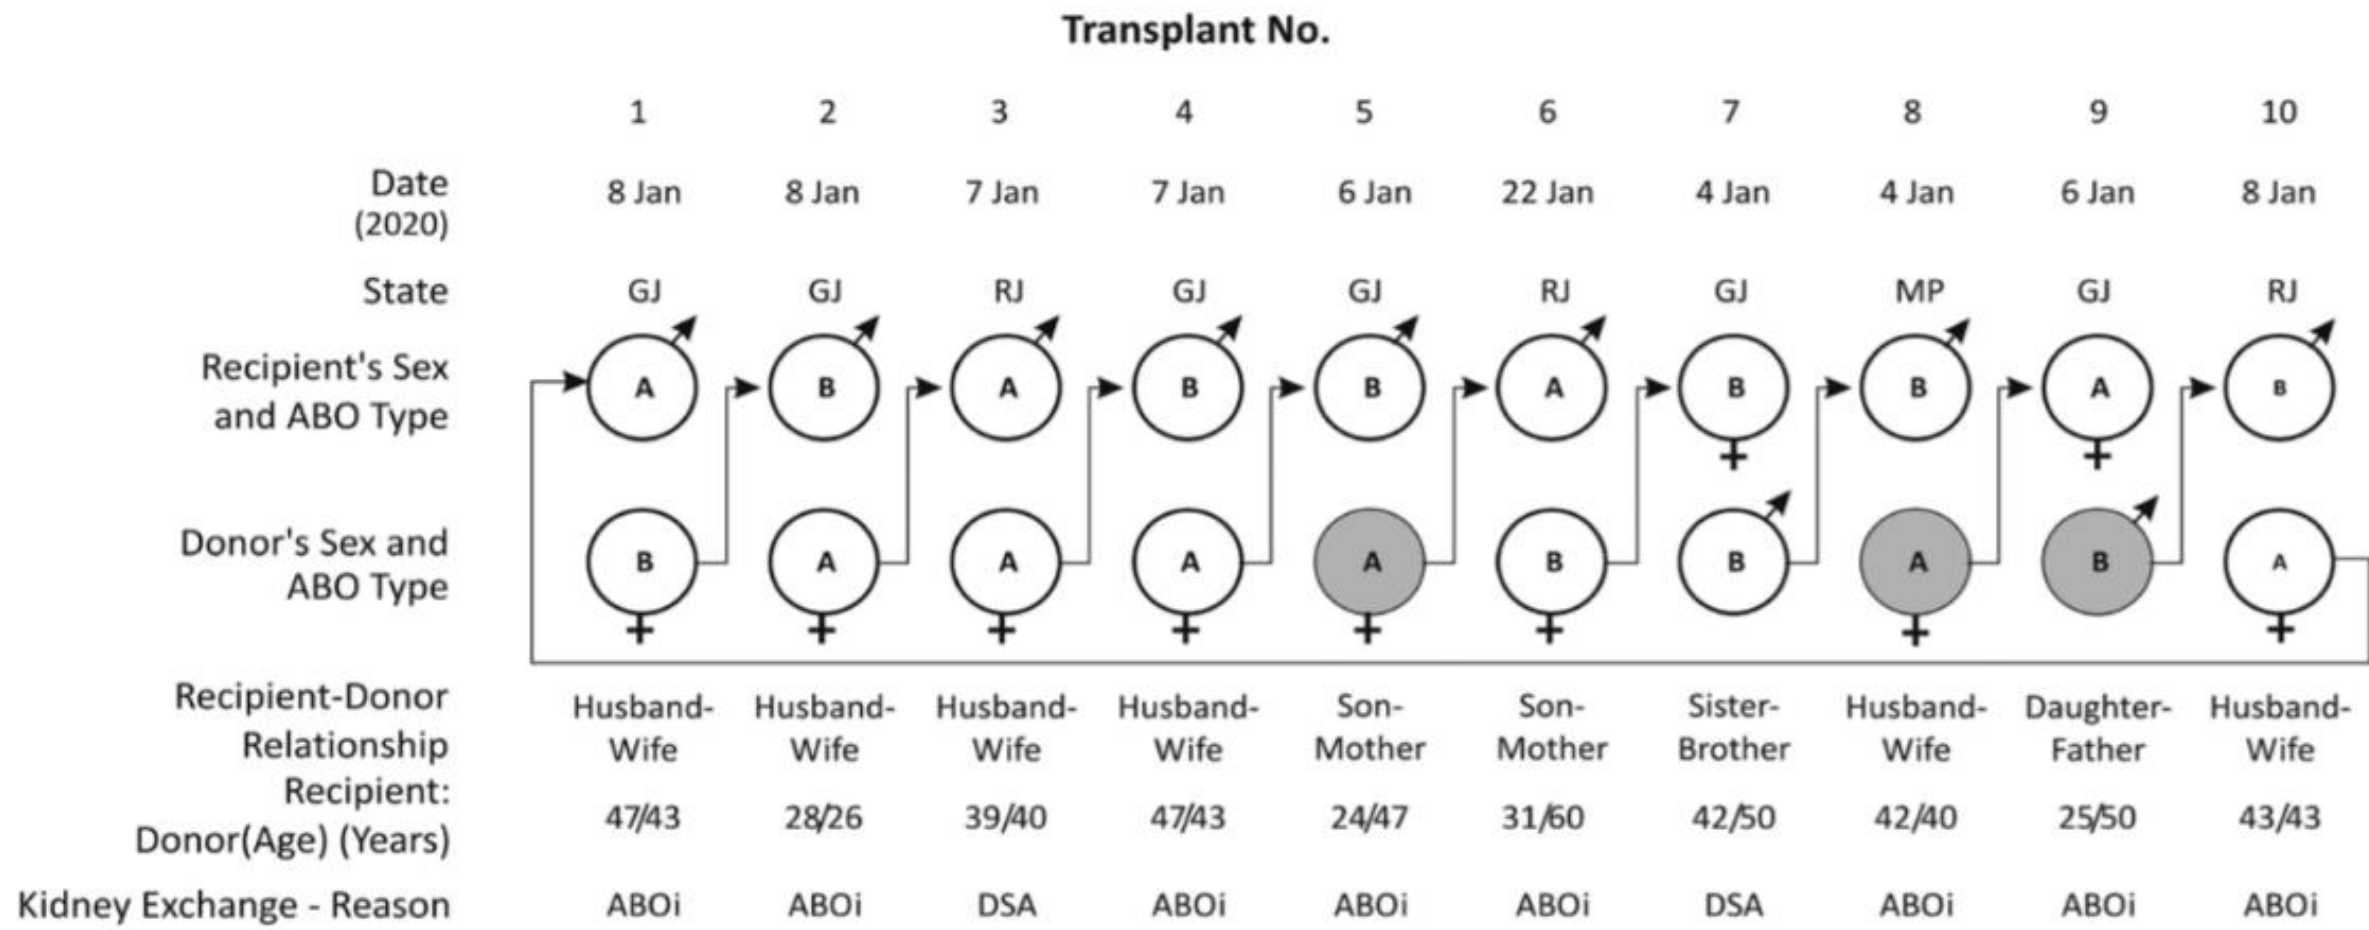 Transplant No.
1 2 3 4 5 6 7 8 9 10
Date 8 Jan 8 Jan 7 Jan 7 Jan 6 Jan 22 Jan 4 Jan 4 Jan 6 Jan 8 Jan
(2020)
State GJ GJ RJ GJ GJ RJ GJ MP GJ RJ
Recipient's Sex
and ABO Type
A B A B B A B B A B
Donor's Sex and
ABO Type
B A A A A B B A B A
Recipient-Donor
Relationship
Husband- Husband- Husband- Husband- Son- Son- Sister- Husband- Daughter- Husband-
Wife Wife Wife Wife Mother Mother Brother Wife Father Wife
Recipient:
Donor(Age) (Years)
47/43 28/26 39/40 47/43 24/47 31/60 42/50 42/40 25/50 43/43
Kidney Exchange - Reason ABOi ABOi DSA ABOi ABOi ABOi DSA ABOi ABOi ABOi